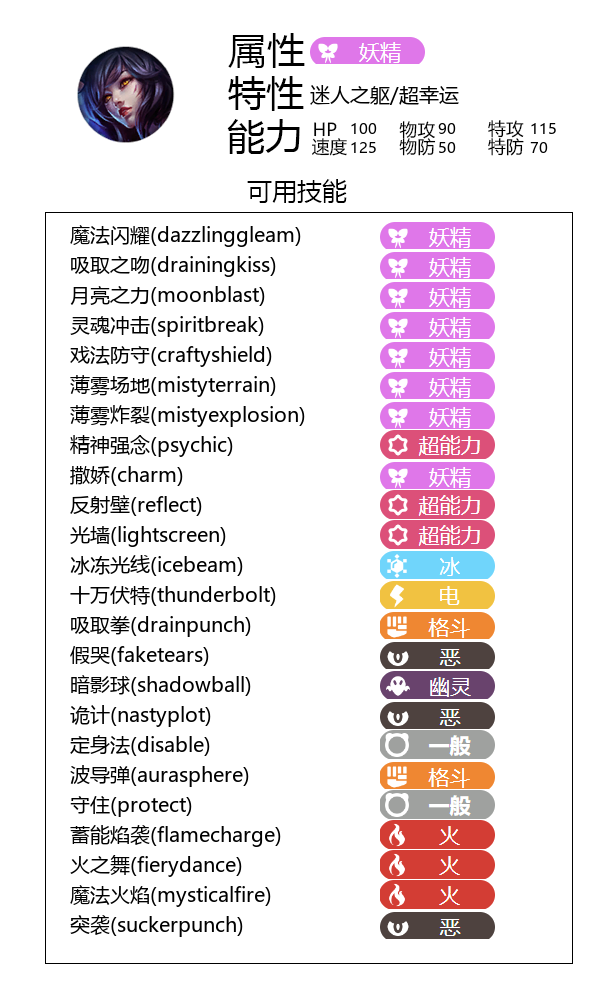 属性 妖精
特性 迷人之躯/超幸运
能力 HP 100 物攻 90 特攻 115
速度 125 物防 50 特防 70
可用技能
魔法闪耀(dazzlinggleam) 妖精
吸取之吻(drainingkiss) 妖精
月亮之力(moonblast) 妖精
灵魂冲击(spiritbreak) 妖精
戏法防守(craftyshield) 妖精
薄雾场地(mistyterrain) 妖精
薄雾炸裂(mistyexplosion) 妖精
精神强念(psychic) 超能力
撒娇(charm) 妖精
反射壁(reflect) 超能力
光墙(lightscreen) 超能力
冰冻光线(icebeam) 冰
十万伏特(thunderbolt) 电
吸取拳(drainpunch) 格斗
假哭(faketears) 恶
暗影球(shadowball) 幽灵
诡计(nastyplot) 恶
定身法(disable) 一般
波导弹(aurasphere) 格斗
守住(protect) 一般
蓄能焰袭(flamecharge) 火
火之舞(fierydance) 火
魔法火焰(mysticalfire) 火
突袭(suckerpunch) 恶